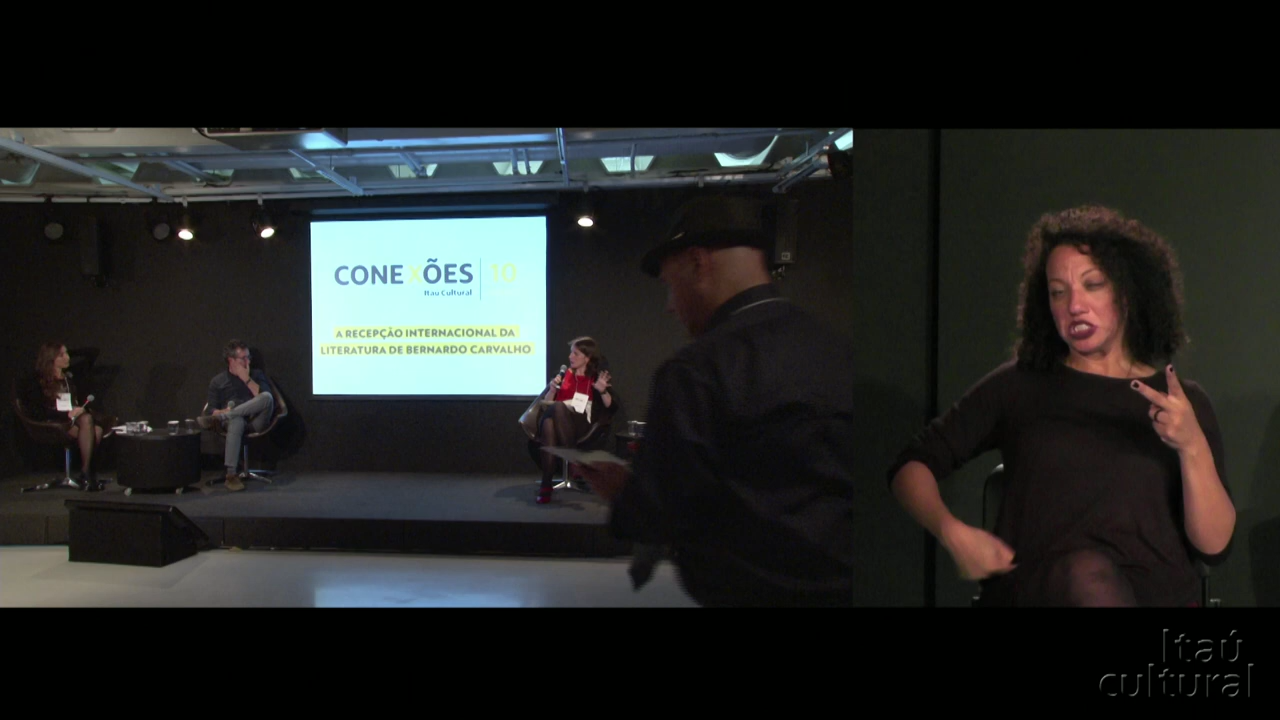 CONEXÕES 10
Itaú Cultural
A RECEPÇÃO INTERNACIONAL DA
LITERATURA DE BERNARDO CARVALHO
Itaú
cultural